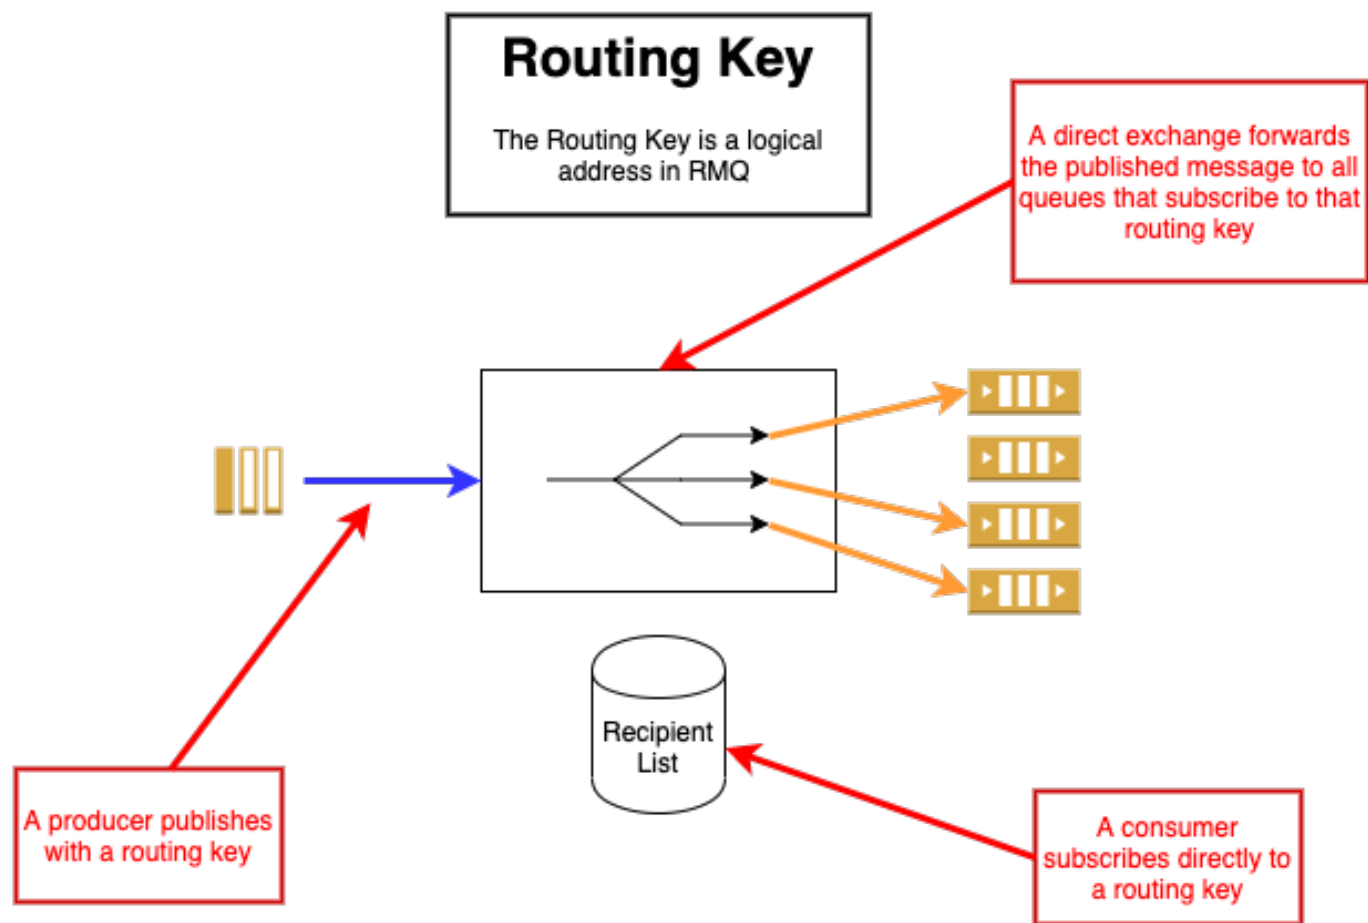 Routing Key
The Routing Key is a logical
address in RMQ
A direct exchange forwards
the published message to all
queues that subscribe to that
routing key
Recipient
List
A producer publishes
with a routing key
A consumer
subscribes directly to
a routing key